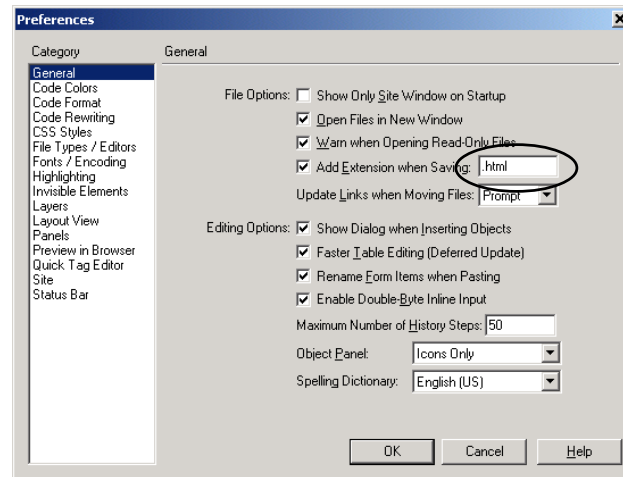 Preferences
Category
General
General
Code Colors
Code Format
Code Rewriting
CSS Styles
File Types / Editors
Fonts / Encoding
Highlighting
Invisible Elements
Layers
Layout View
Panels
Preview in Browser
Quick Tag Editor
Site
Status Bar
File Options: Show Only Site Window on Startup
Open Files in New Window
Warn when Opening Read-Only Files
Add Extension when Saving: .html
Update Links when Moving Files: Prompt
Editing Options: Show Dialog when Inserting Objects
Faster Table Editing (Deferred Update)
Rename Form Items when Pasting
Enable Double-Byte Inline Input
Maximum Number of History Steps: 50
Object Panel: Icons Only
Spelling Dictionary: English (US)
OK Cancel Help